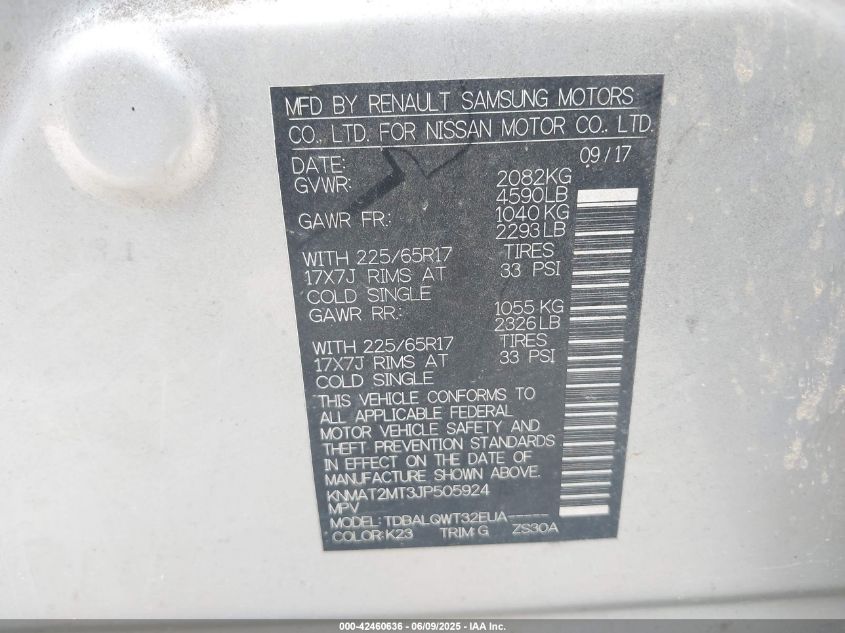 MFD BY RENAULT SAMSUNG MOTORS
CO., LTD. FOR NISSAN MOTOR CO., LTD.
DATE: 09/17
GVWR: 2082KG
4590LB
GAWR FR: 1040KG
2293LB
WITH 225/65R17 TIRES
17X7J RIMS AT 33 PSI
COLD SINGLE
GAWR RR: 1055KG
2326LB
WITH 225/65R17 TIRES
17X7J RIMS AT 33 PSI
COLD SINGLE
THIS VEHICLE CONFORMS TO
ALL APPLICABLE FEDERAL
MOTOR VEHICLE SAFETY AND
THEFT PREVENTION STANDARDS
IN EFFECT ON THE DATE OF
MANUFACTURE SHOWN ABOVE.
KNMAT2MT3JP505924
MPV
MODEL: TDBALQWT32EUA-----
COLOR:K23 TRIM:G ZS30A
000-42460636 - 06/09/2025 - IAA Inc.